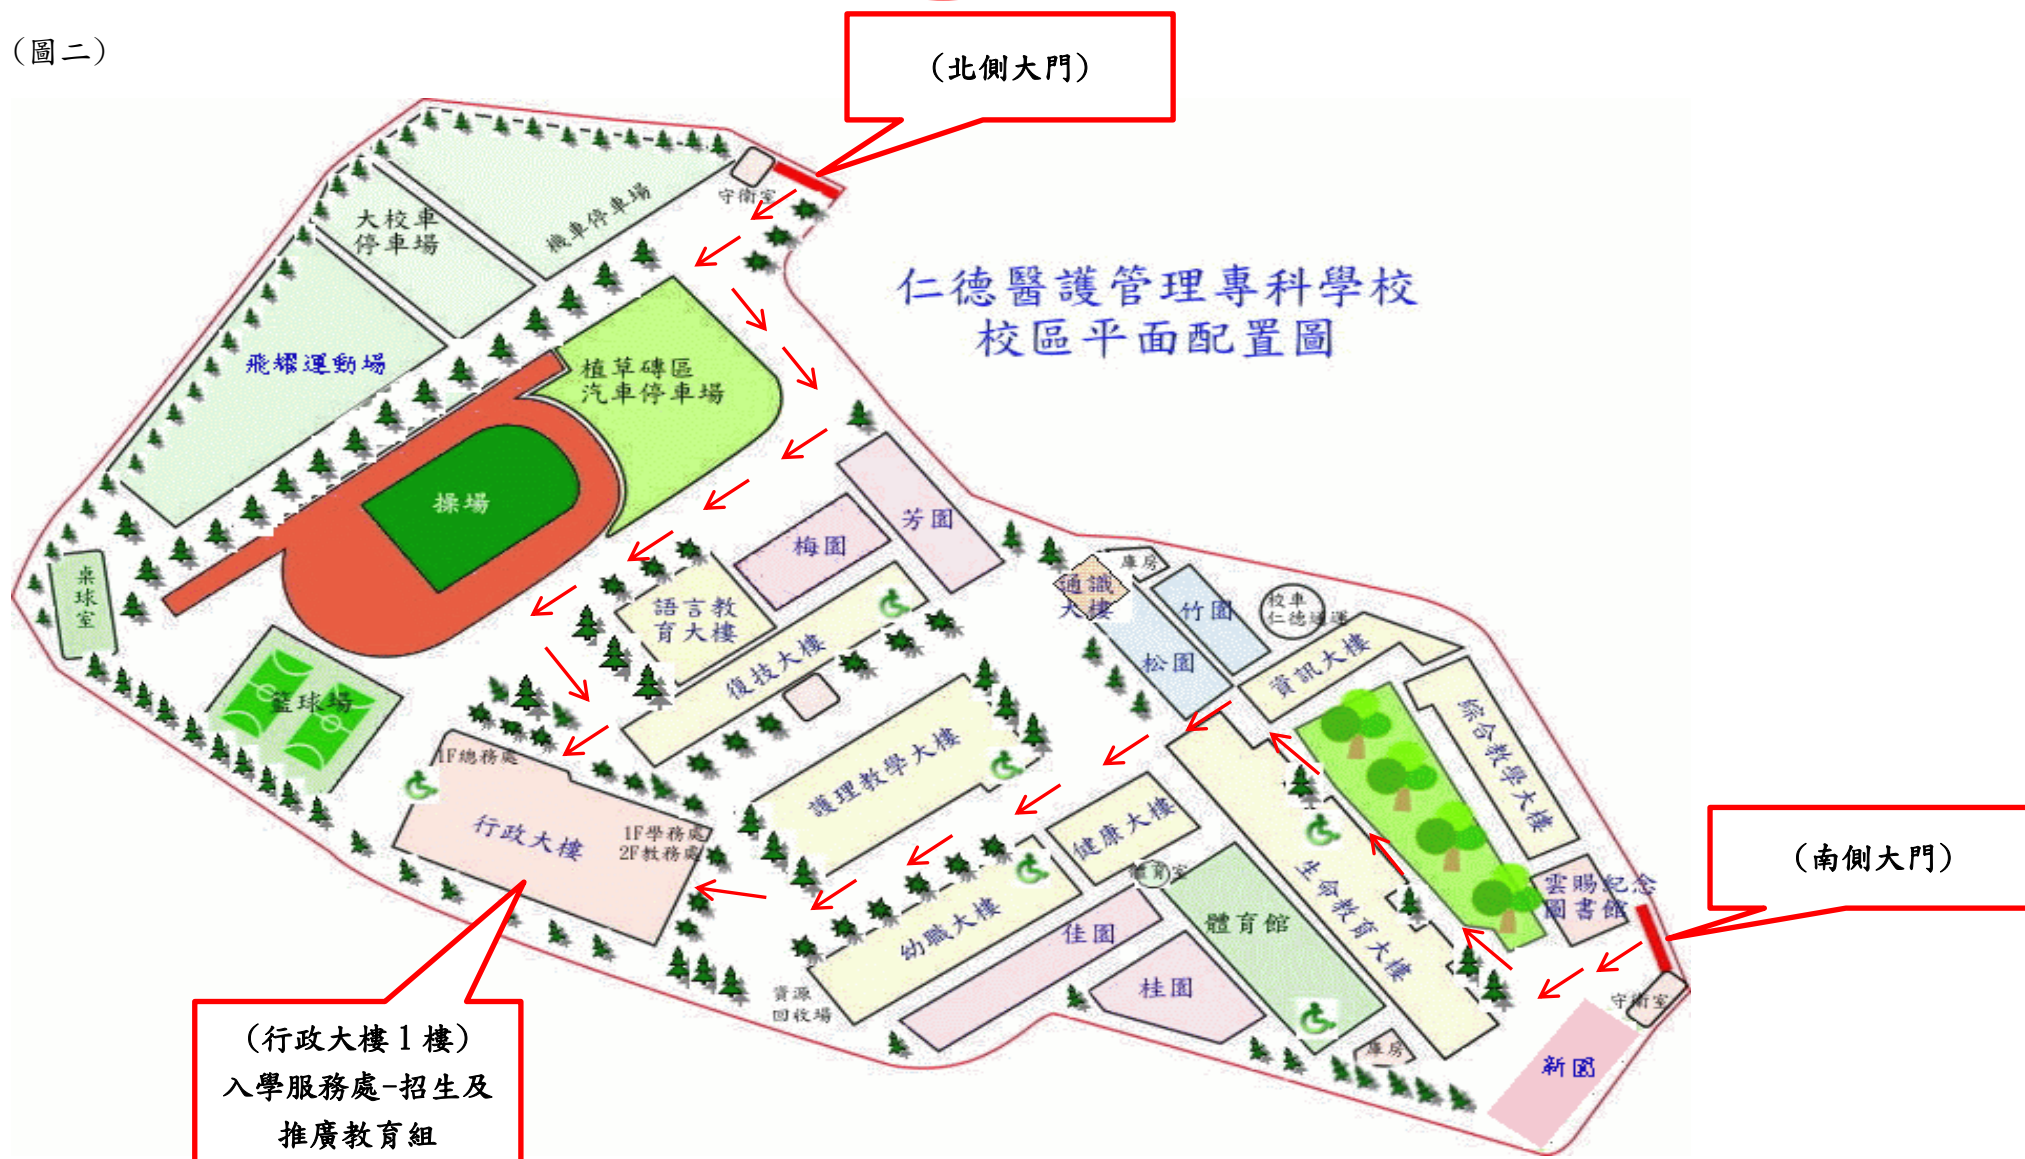 (圖二)
(北側大門)
守衛室
機車停車場
大校車
停車場
仁德醫護管理專科學校
校區平面配置圖
飛耀運動場
植草磚區
汽車停車場
操場
芳園
梅園
桌球室
語言教
育大樓
通識
大樓
庫房
竹園
校車
仁德通運
松園
資訊大樓
復技大樓
籃球場
綜合教學大樓
1F總務處
護理教學大樓
行政大樓
1F學務處
2F教務處
健康大樓
體育室
生命教育大樓
(南側大門)
雲賜紀念
圖書館
幼職大樓
佳園
體育館
桂園
資源
回收場
守衛室
庫房
新園
(行政大樓1樓)
入學服務處-招生及
推廣教育組